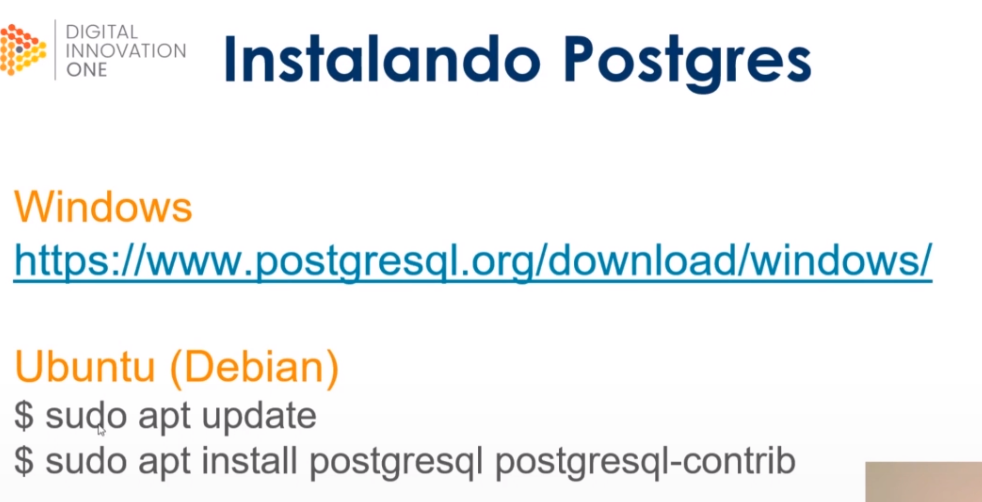 DIGITAL
INNOVATION
ONE
Instalando Postgres
Windows
https://www.postgresql.org/download/windows/
Ubuntu (Debian)
$ sudo apt update
$ sudo apt install postgresql postgresql-contrib